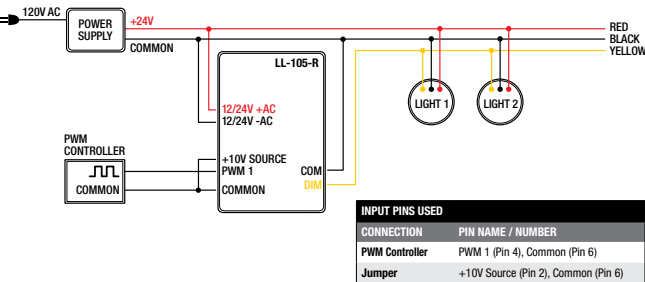 120V AC
POWER
SUPPLY
+24V
COMMON
RED
BLACK
YELLOW
LL-105-R
12/24V +AC
12/24V -AC
LIGHT 1
LIGHT 2
PWM
CONTROLLER
COMMON
+10V SOURCE
PWM 1
COMMON
COM
DIM
INPUT PINS USED
CONNECTION PIN NAME / NUMBER
PWM Controller PWM 1 (Pin 4), Common (Pin 6)
Jumper +10V Source (Pin 2), Common (Pin 6)